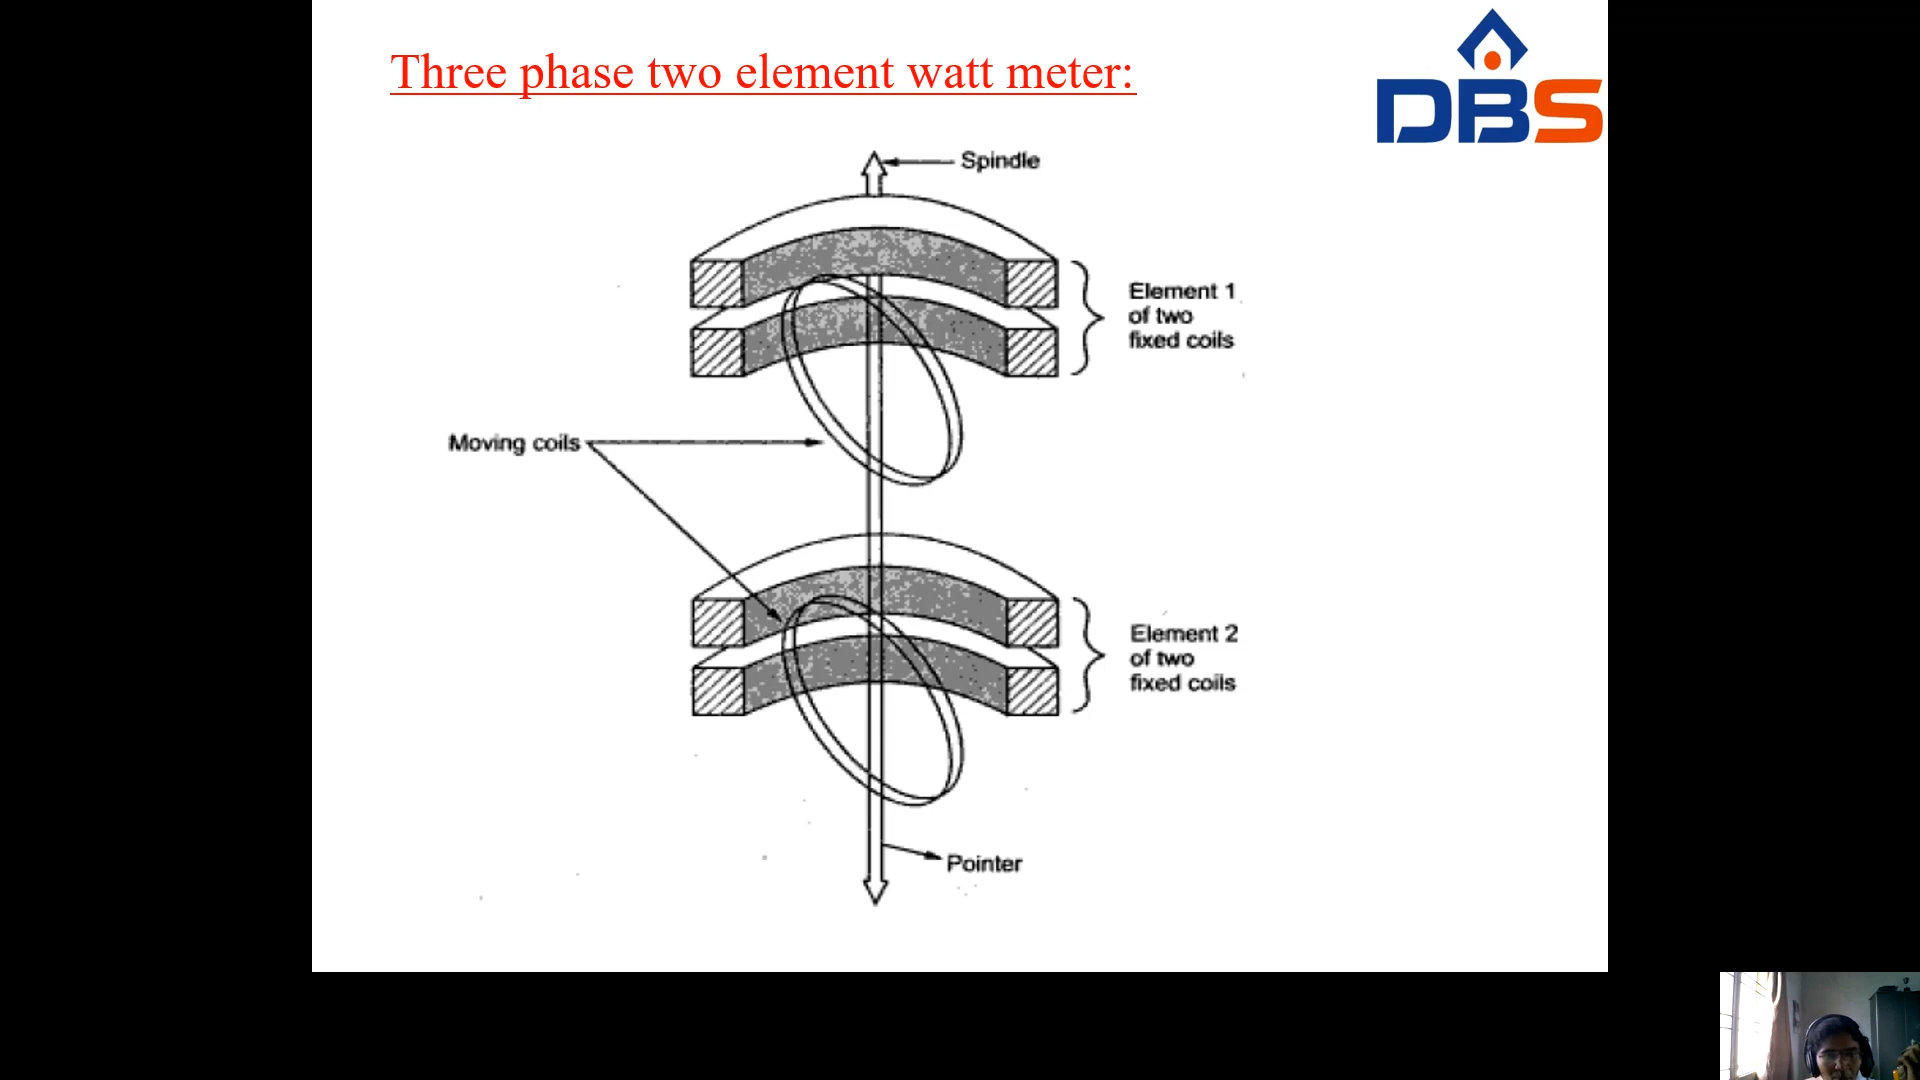 Three phase two element watt meter:
DBS
Spindle
Element 1
of two
fixed coils
Moving coils
Element 2
of two
fixed coils
Pointer